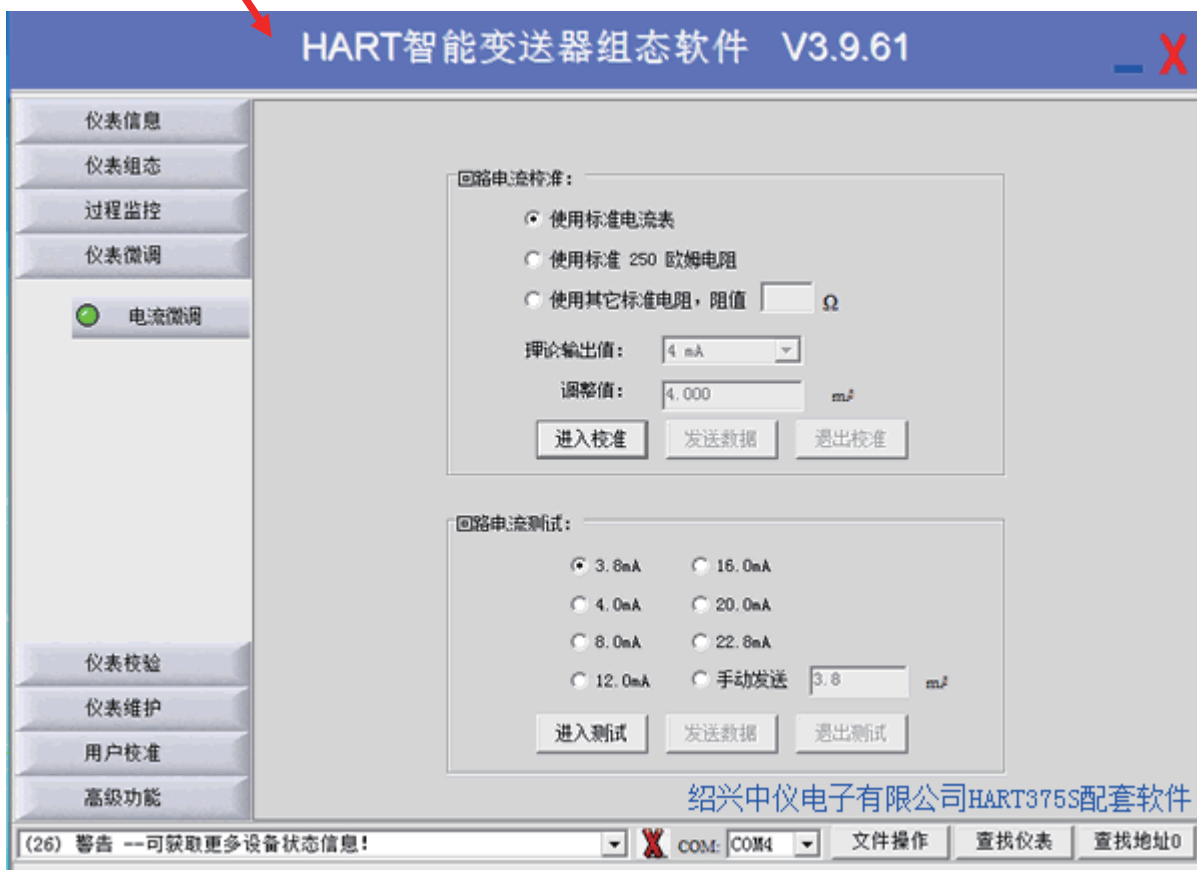 HART智能变送器组态软件 V3.9.61
仪表信息
仪表组态
过程监控
仪表微调
电流微调
仪表校验
仪表维护
用户校准
高级功能
回路电流校准：
使用标准电流表
使用标准 250 欧姆电阻
使用其它标准电阻，阻值 Ω
理论输出值： 4 mA
调整值： 4.000
进入校准 发送数据 退出校准
回路电流测试：
3.8mA 16.0mA
4.0mA 20.0mA
8.0mA 22.8mA
12.0mA 手动发送 3.8
进入测试 发送数据 退出测试
绍兴中仪电子有限公司HART375S配套软件
(26) 警告 --可获取更多设备状态信息! COM: COM4 文件操作 查找仪表 查找地址0